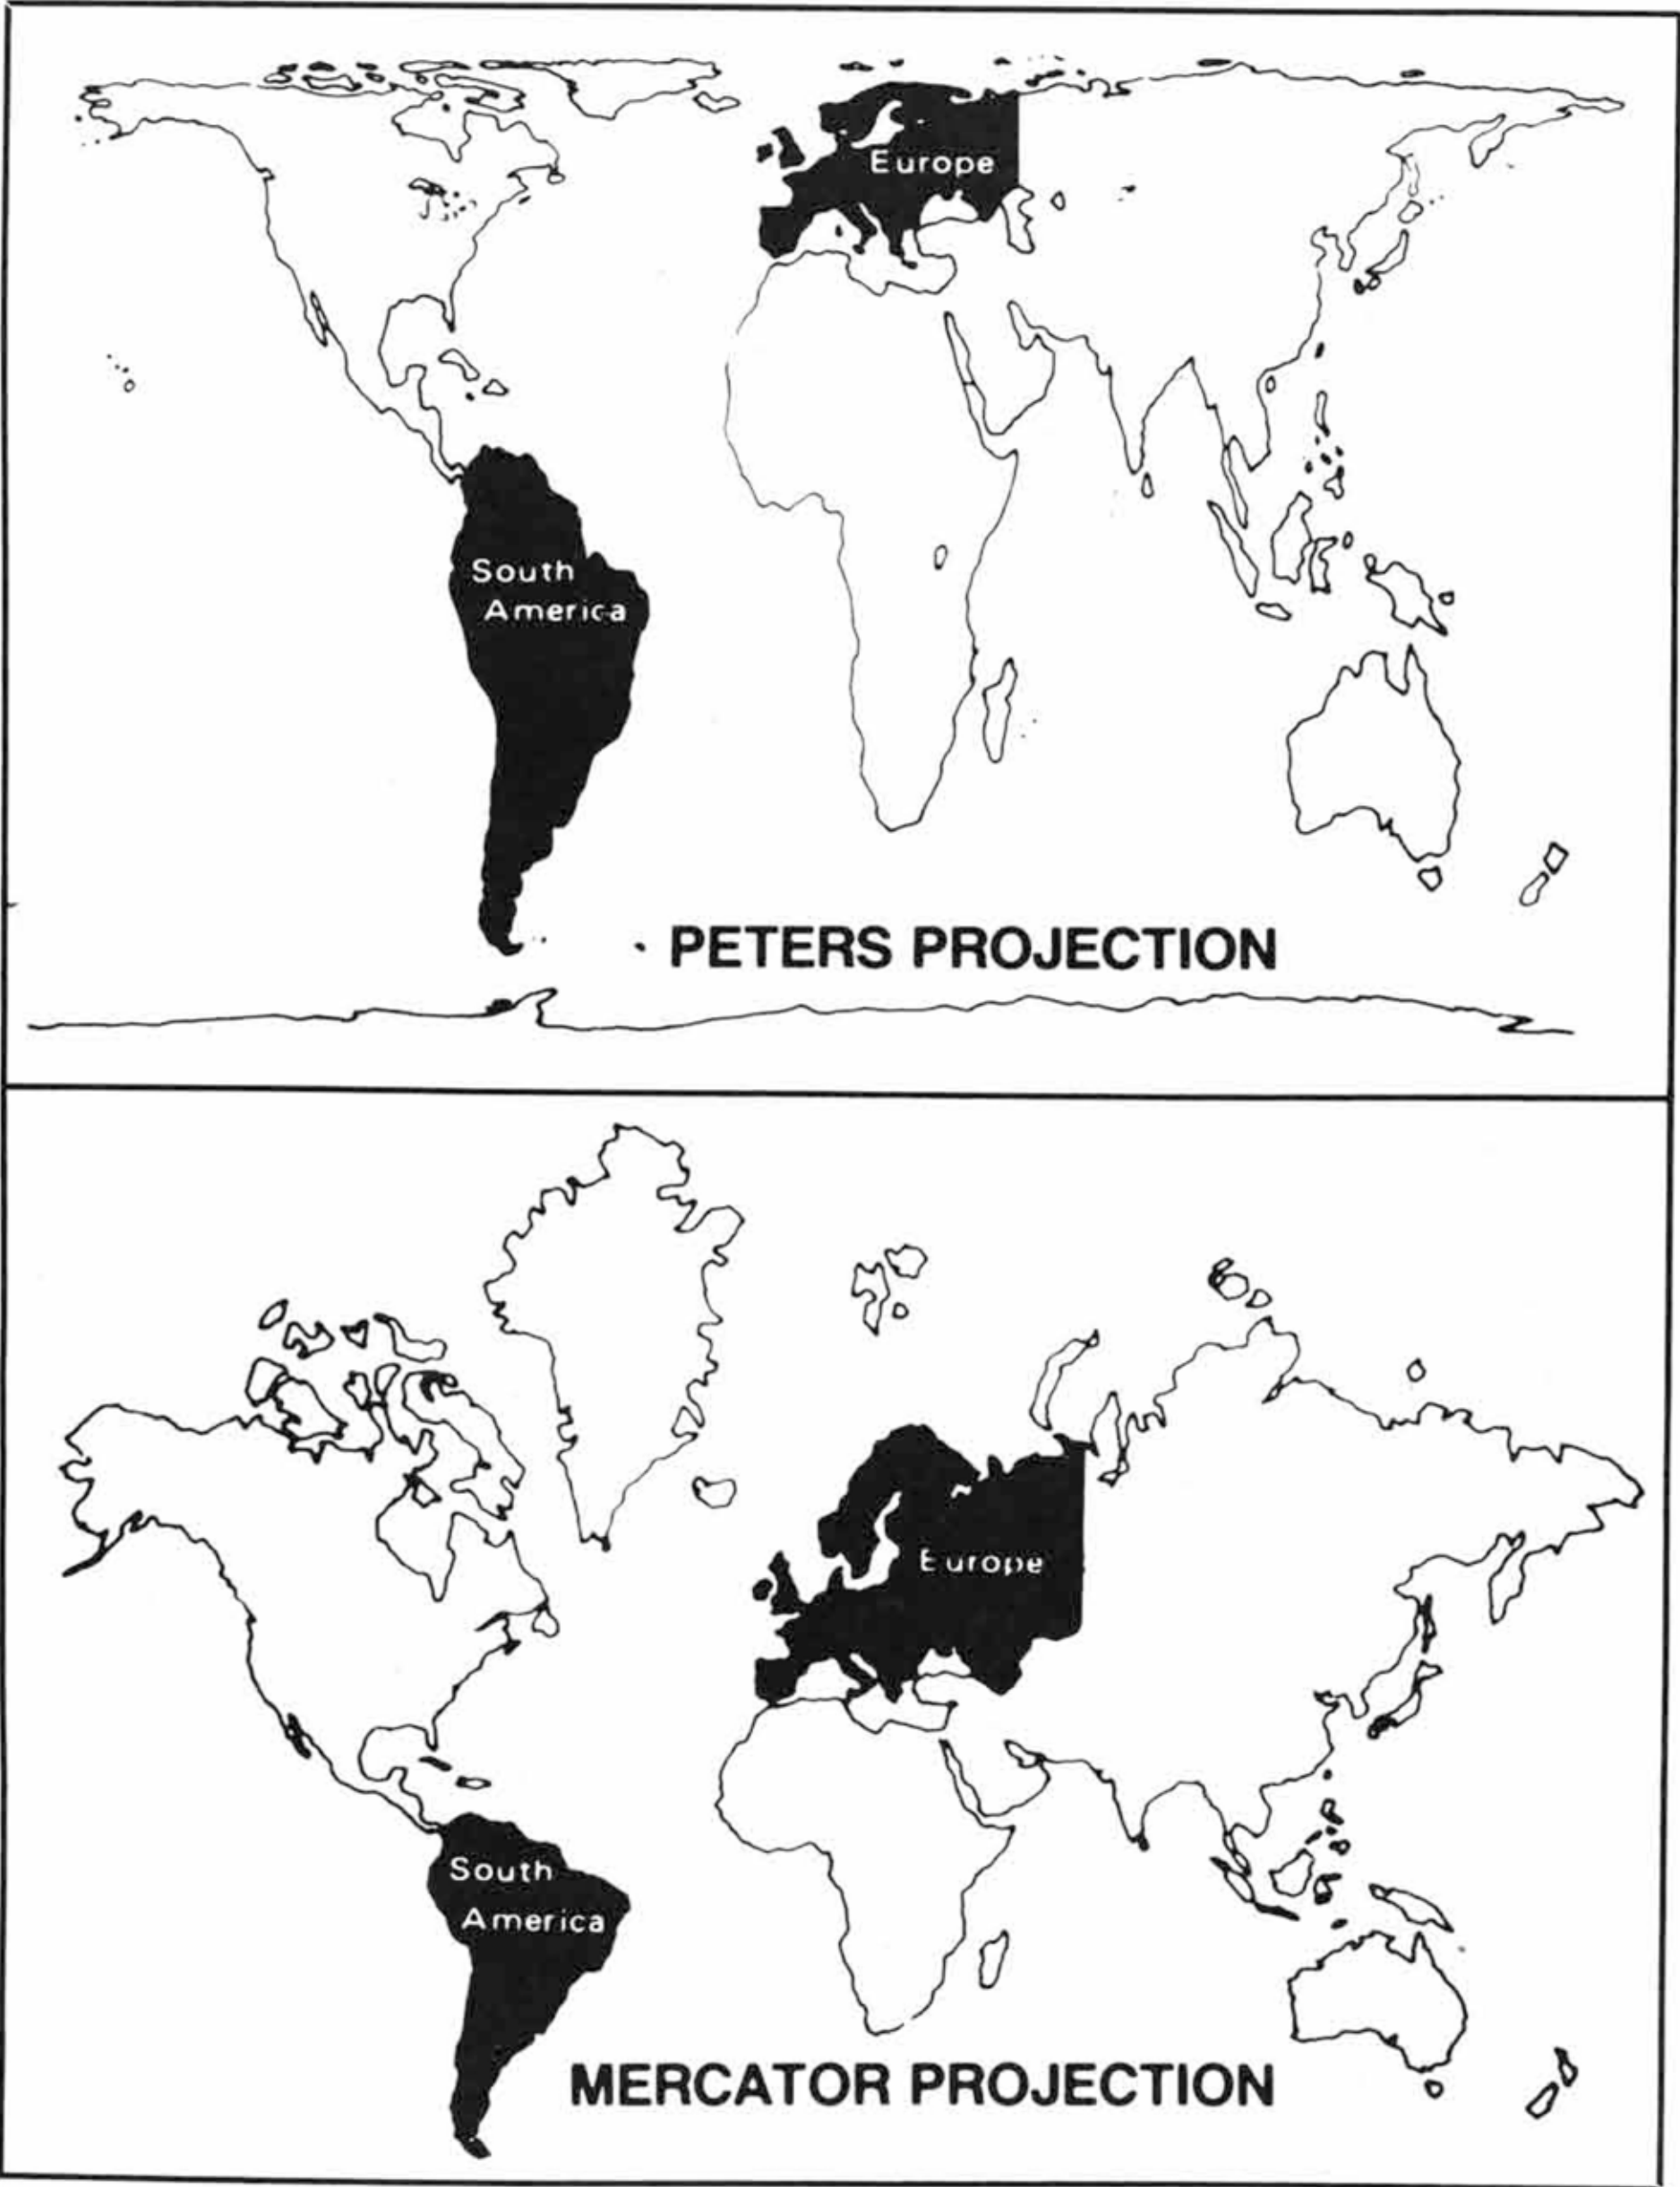 Europe
South
America
PETERS PROJECTION
Europe
South
America
MERCATOR PROJECTION